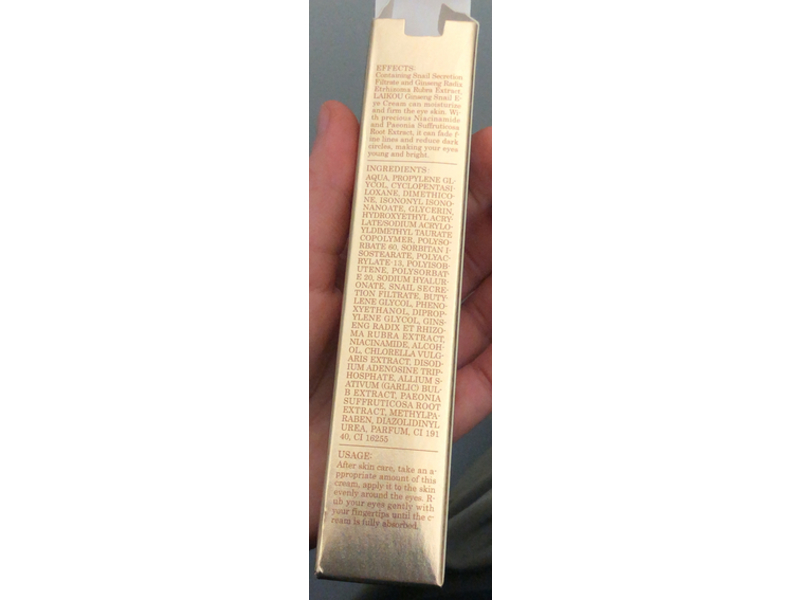 EFFECTS:
Containing Snail Secretion
Filtrate and Ginseng Radix
Etrhizoma Rubra Extract,
LAIKOU Ginseng Snail E-
ye Cream can moisturize
and firm the eye skin. Wi-
th precious Niacinamide
and Paeonia Suffruticosa
Root Extract, it can fade f-
ine lines and reduce dark
circles, making your eyes
young and bright.
INGREDIENTS:
AQUA, PROPYLENE GL-
YCOL, CYCLOPENTASI-
LOXANE, DIMETHICO-
NE, ISONONYL ISONO-
NANOATE, GLYCERIN,
HYDROXYETHYL ACRY-
LATE/SODIUM ACRYLO-
YLDIMETHYL TAURATE
COPOLYMER, POLYSO-
RBATE 60, SORBITAN I-
SOSTEARATE, POLYAC-
RYLATE-13, POLYISOB-
UTENE, POLYSORBAT-
E 20, SODIUM HYALUR-
ONATE, SNAIL SECRE-
TION FILTRATE, BUTY-
LENE GLYCOL, PHENO-
XYETHANOL, DIPROP-
YLENE GLYCOL, GINS-
ENG RADIX ET RHIZO-
MA RUBRA EXTRACT,
NIACINAMIDE, ALCOH-
OL, CHLORELLA VULG-
ARIS EXTRACT, DISOD-
IUM ADENOSINE TRIP-
HOSPHATE, ALLIUM S-
ATIVUM (GARLIC) BUL-
B EXTRACT, PAEONIA
SUFFRUTICOSA ROOT
EXTRACT, METHYLPA-
RABEN, DIAZOLIDINYL
UREA, PARFUM, CI 191
40, CI 16255
USAGE:
After skin care, take an a-
ppropriate amount of this
cream, apply it to the skin
evenly around the eyes. R-
ub your eyes gently with
your fingertips until the c-
ream is fully absorbed.